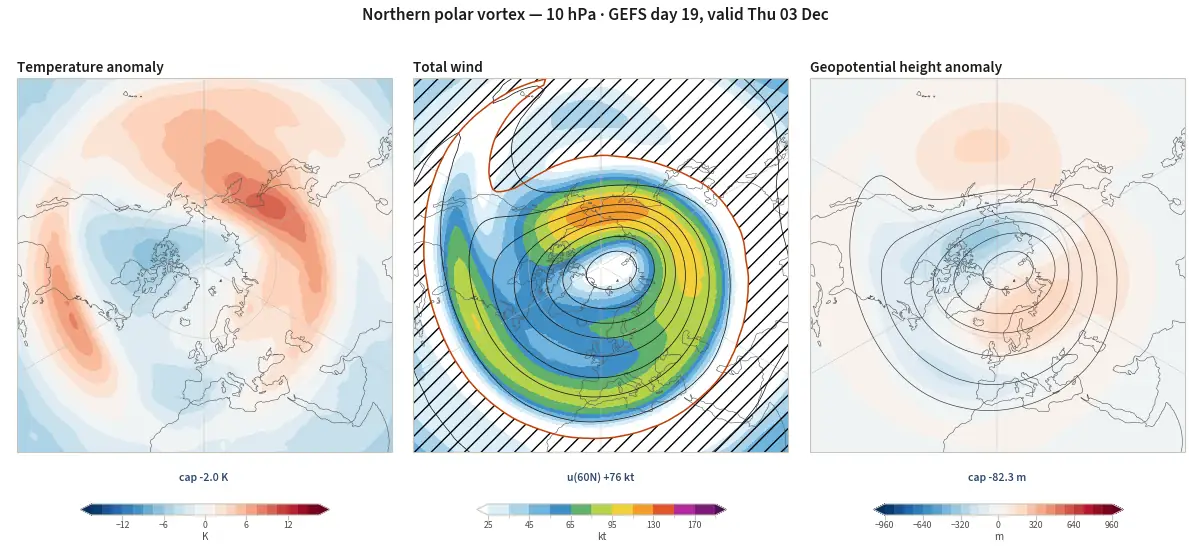 Northern polar vortex — 10 hPa · GEFS day 19, valid Thu 03 Dec
Temperature anomaly
Total wind
Geopotential height anomaly
cap -2.0 K
u(60N) +76 kt
cap -82.3 m
−12 −6 0 6 12
K
25 45 65 95 130 170
kt
−960 −640 −320 0 320 640 960
m